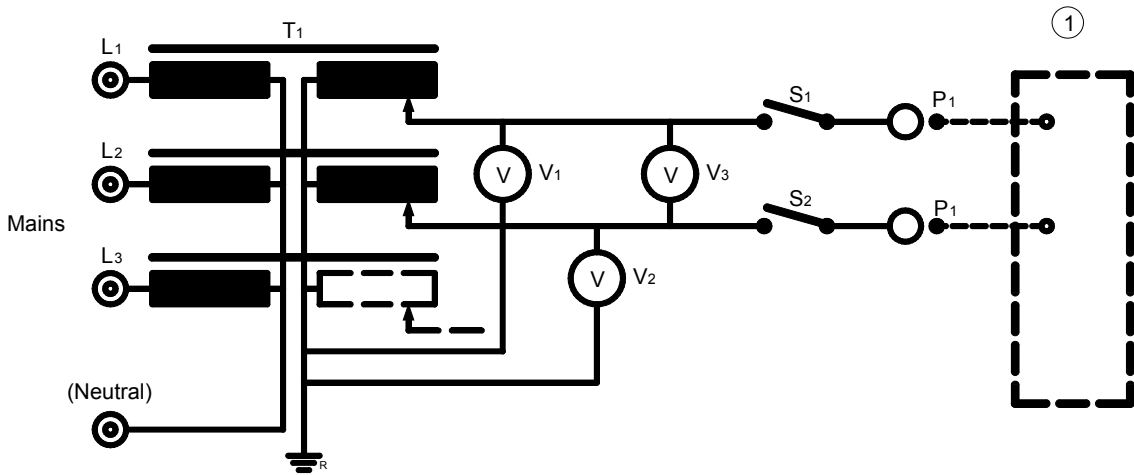 1
L1
T1
S1
P1
V
V1
V
V3
L2
S2
P1
Mains
L3
V
V2
(Neutral)
R